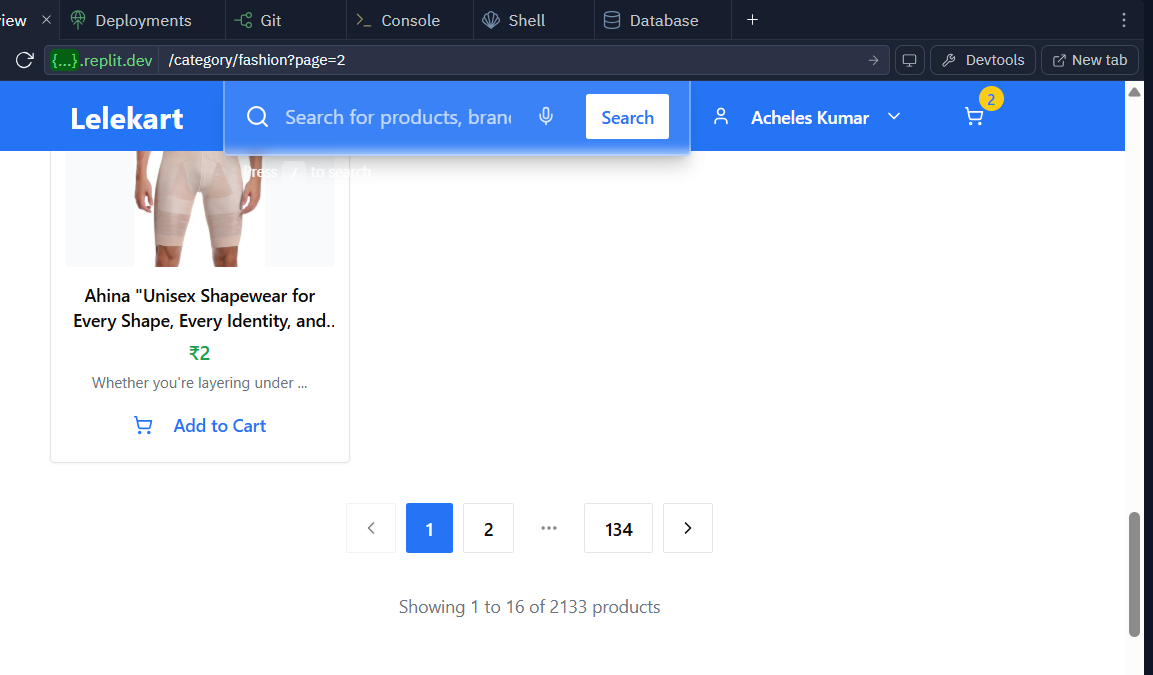 iew Deployments Git Console Shell Database
{...}.replit.dev /category/fashion?page=2 Devtools New tab
Lelekart Search for products, bran Search Acheles Kumar 2
Press / to search
Ahina "Unisex Shapewear for
Every Shape, Every Identity, and..
₹2
Whether you're layering under ...
Add to Cart
1 2 ... 134
Showing 1 to 16 of 2133 products